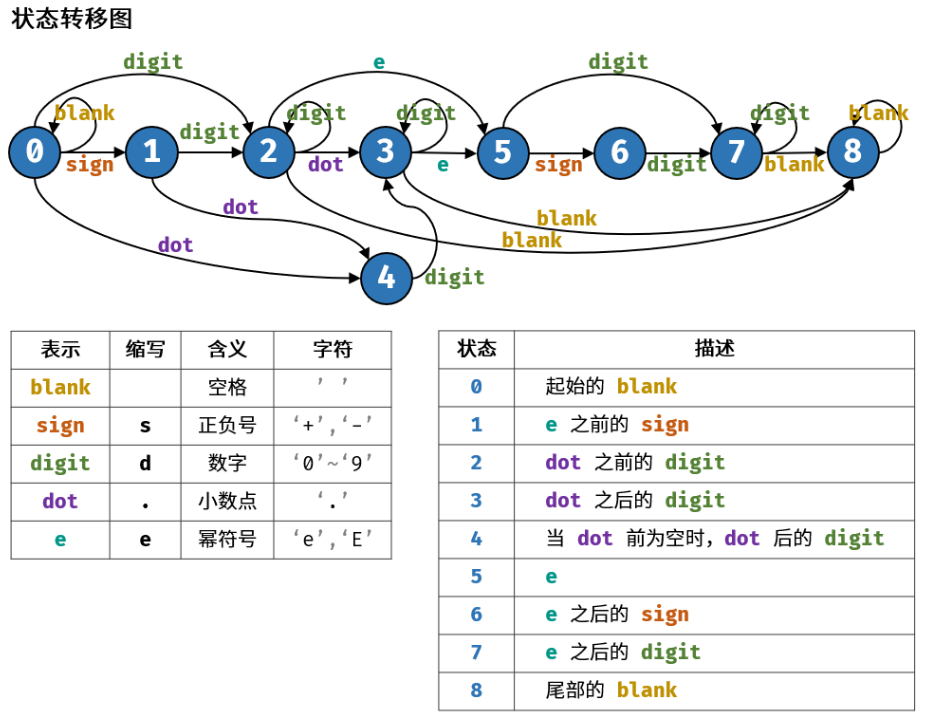 状态转移图
digit e digit
blank digit digit digit blank
digit
0 1 2 3 5 6 7 8
sign dot e sign digit blank
dot blank
dot blank
4 digit
表示 缩写 含义 字符
blank 空格 ' '
sign s 正负号 '+','-'
digit d 数字 '0'~'9'
dot . 小数点 '.'
e e 幂符号 'e','E'
状态 描述
0 起始的 blank
1 e 之前的 sign
2 dot 之前的 digit
3 dot 之后的 digit
4 当 dot 前为空时，dot 后的 digit
5 e
6 e 之后的 sign
7 e 之后的 digit
8 尾部的 blank